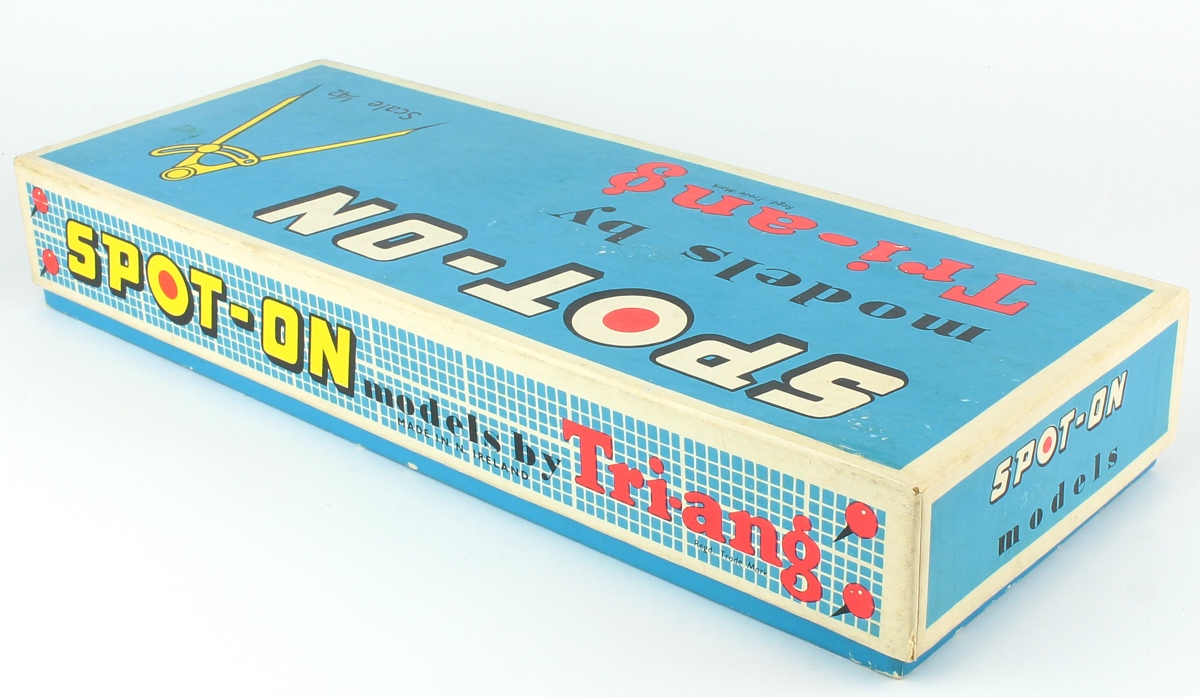 Scale 1/42
SPOT-ON
models by
Tri-ang
Regd. Trade Mark
SPOT-ON
models by
MADE IN N. IRELAND
Tri-ang
Regd. Trade Mark
SPOT-ON
models